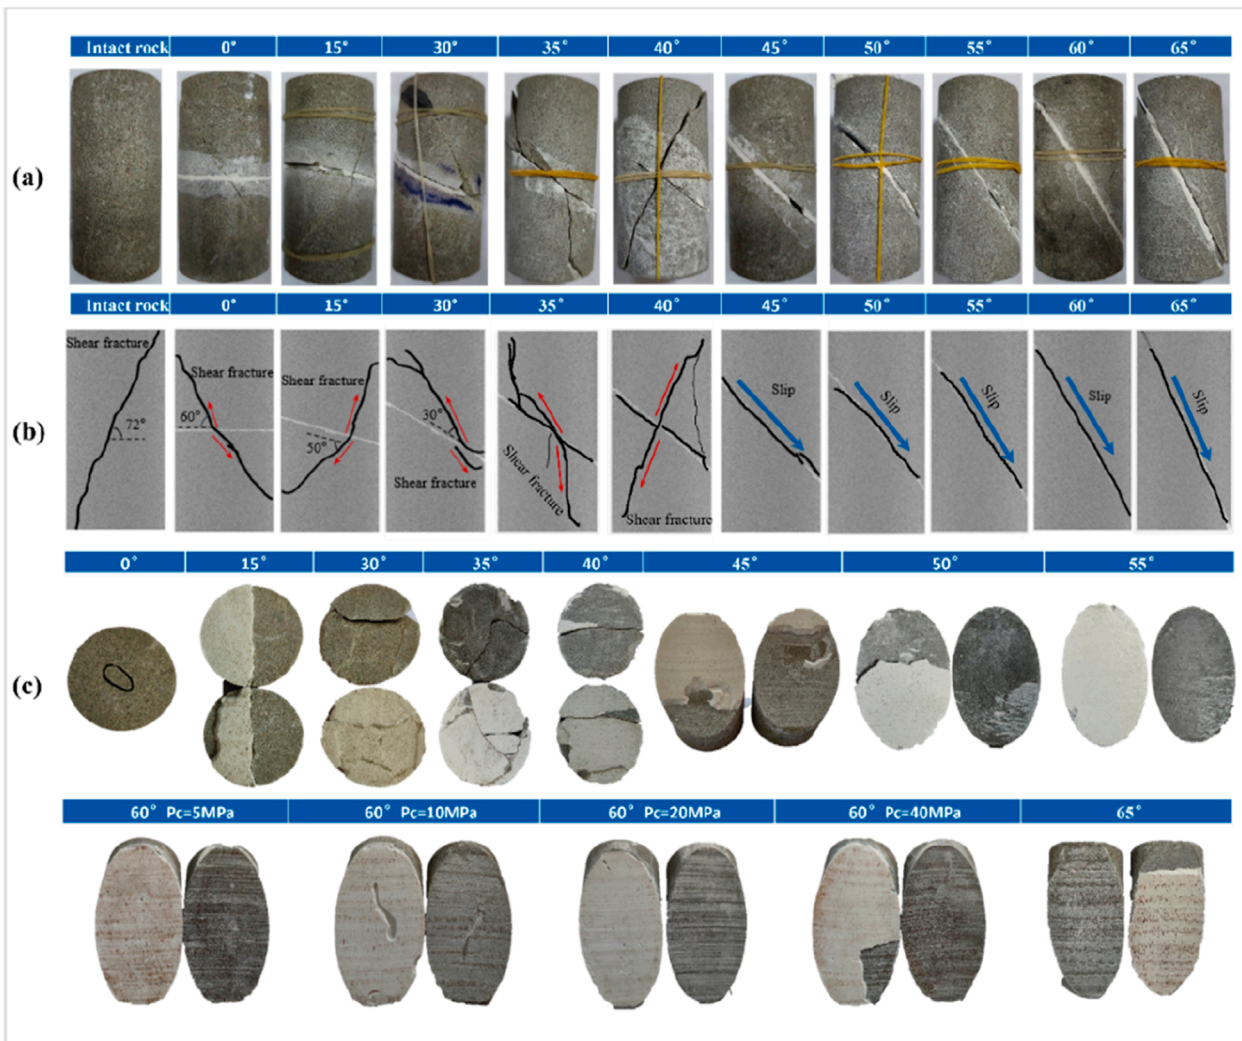 Intact rock 0° 15° 30° 35° 40° 45° 50° 55° 60° 65°
(a)
Intact rock 0° 15° 30° 35° 40° 45° 50° 55° 60° 65°
(b)
Shear fracture
72°
Shear fracture
60°
Shear fracture
50°
30°
Shear fracture
Shear fracture
Shear fracture
Slip
Slip
Slip
Slip
Slip
0° 15° 30° 35° 40° 45° 50° 55°
(c)
60° Pc=5MPa 60° Pc=10MPa 60° Pc=20MPa 60° Pc=40MPa 65°